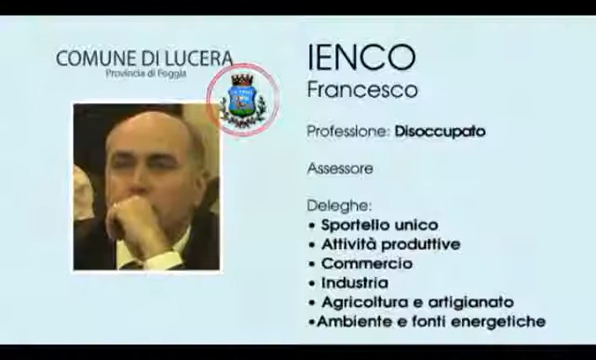 COMUNE DI LUCERA
Provincia di Foggia
IENCO
Francesco
Professione: Disoccupato
Assessore
Deleghe:
• Sportello unico
• Attività produttive
• Commercio
• Industria
• Agricoltura e artigianato
•Ambiente e fonti energetiche